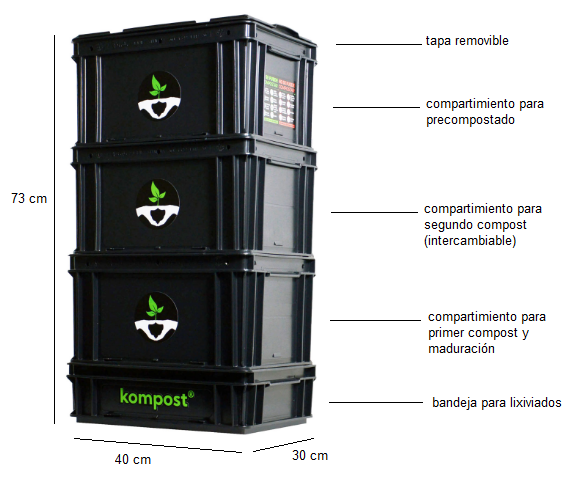 tapa removible
compartimiento para
precompostado
73 cm
compartimiento para
segundo compost
(intercambiable)
compartimiento para
primer compost y
maduración
kompost®
bandeja para lixiviados
40 cm
30 cm